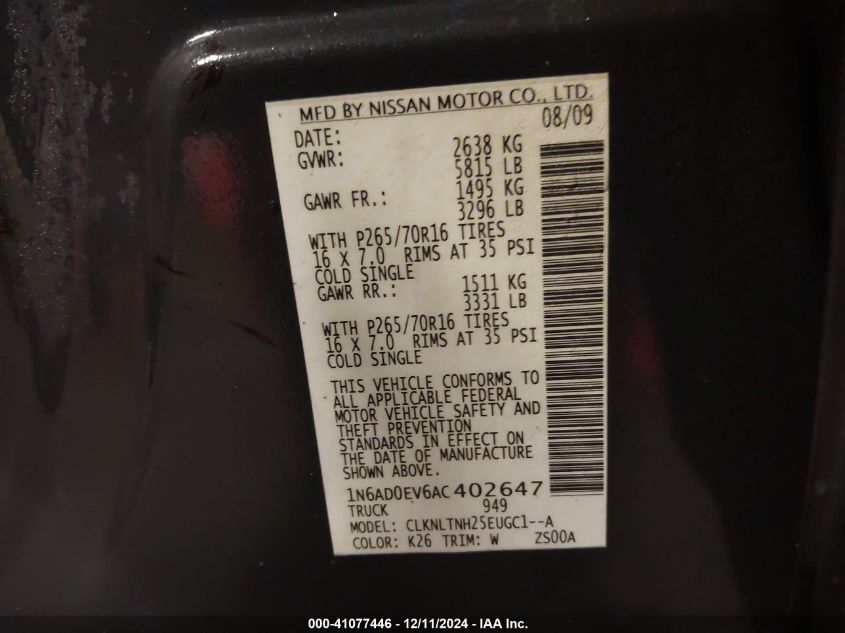 MFD BY NISSAN MOTOR CO., LTD.
DATE: 08/09
GVWR: 2638 KG
5815 LB
GAWR FR.: 1495 KG
3296 LB
WITH P265/70R16 TIRES
16 X 7.0 RIMS AT 35 PSI
COLD SINGLE
GAWR RR.: 1511 KG
3331 LB
WITH P265/70R16 TIRES
16 X 7.0 RIMS AT 35 PSI
COLD SINGLE
THIS VEHICLE CONFORMS TO
ALL APPLICABLE FEDERAL
MOTOR VEHICLE SAFETY AND
THEFT PREVENTION
STANDARDS IN EFFECT ON
THE DATE OF MANUFACTURE
SHOWN ABOVE.
1N6AD0EV6AC402647
TRUCK 949
MODEL: CLKNLTNH25EUGC1--A
COLOR: K26 TRIM: W ZS00A
000-41077446 - 12/11/2024 - IAA Inc.